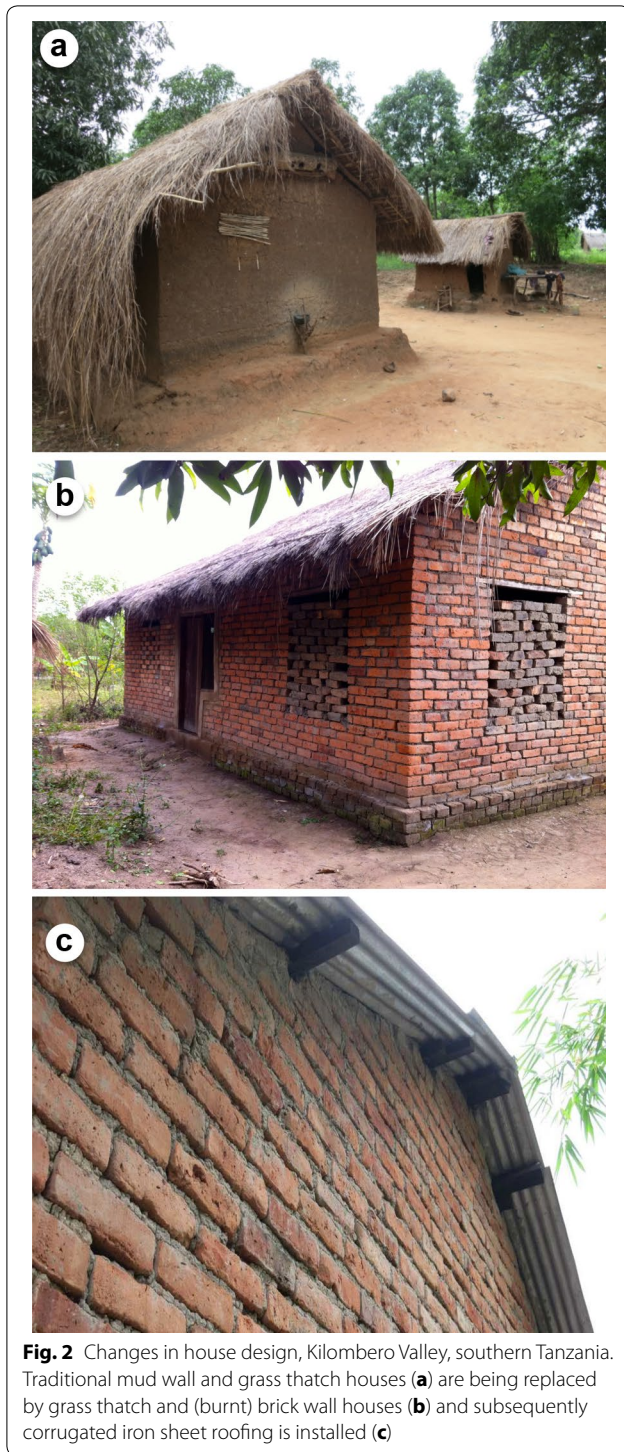 a
b
c
Fig. 2 Changes in house design, Kilombero Valley, southern Tanzania.
Traditional mud wall and grass thatch houses (a) are being replaced
by grass thatch and (burnt) brick wall houses (b) and subsequently
corrugated iron sheet roofing is installed (c)